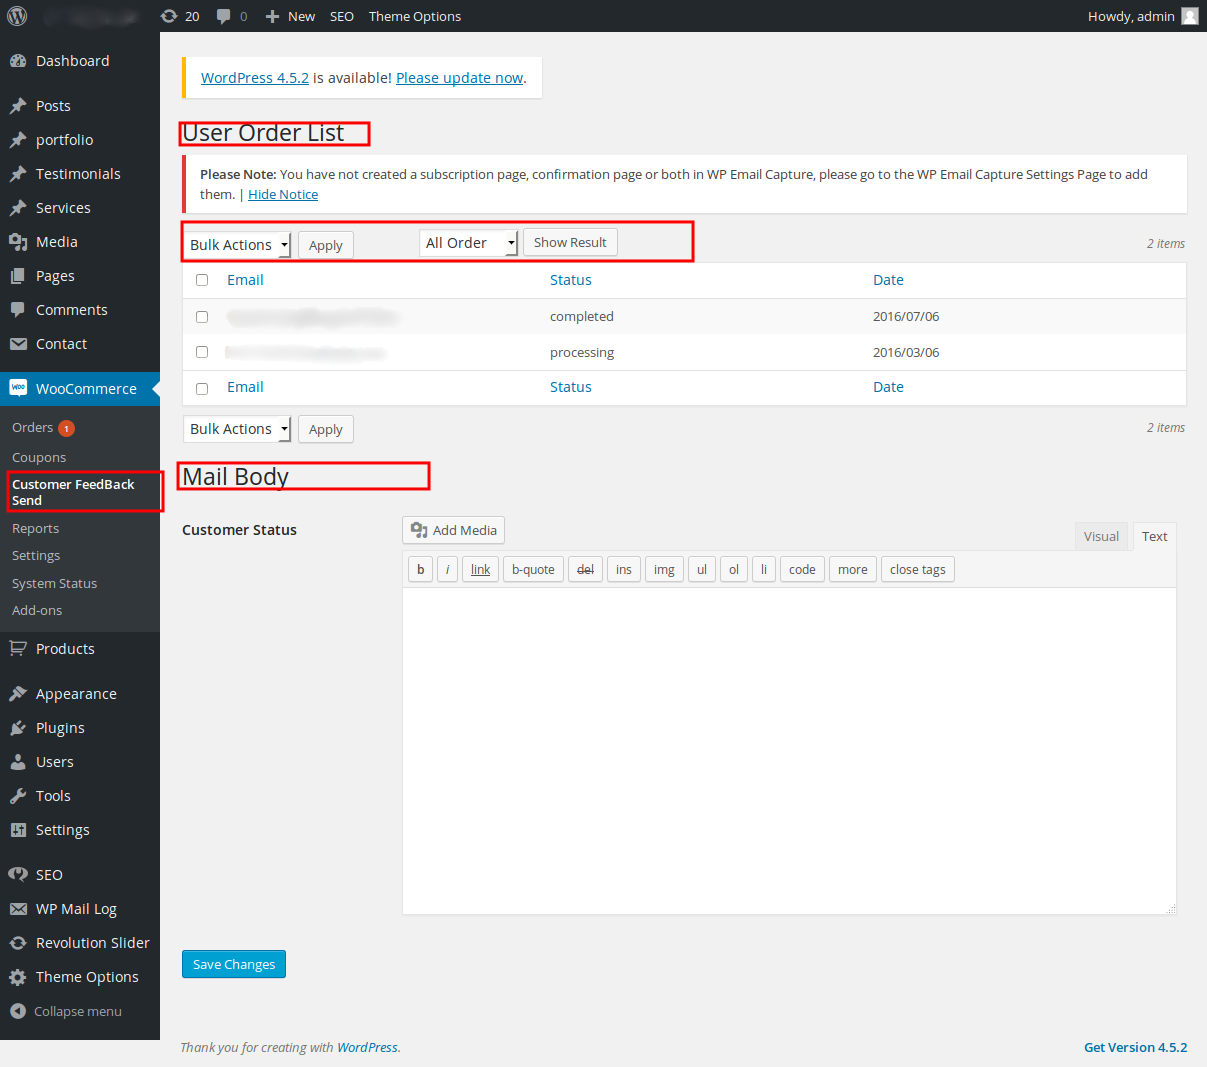 20 0 New SEO Theme Options Howdy, admin
Dashboard
Posts
portfolio
Testimonials
Services
Media
Pages
Comments
Contact
WooCommerce
Orders 1
Coupons
Customer FeedBack
Send
Reports
Settings
System Status
Add-ons
Products
Appearance
Plugins
Users
Tools
Settings
SEO
WP Mail Log
Revolution Slider
Theme Options
Collapse menu
WordPress 4.5.2 is available! Please update now.
User Order List
Please Note: You have not created a subscription page, confirmation page or both in WP Email Capture, please go to the WP Email Capture Settings Page to add
them. | Hide Notice
Bulk Actions Apply All Order Show Result 2 items
Email Status Date
completed 2016/07/06
processing 2016/03/06
Email Status Date
Bulk Actions Apply 2 items
Mail Body
Customer Status Add Media Visual Text
b i link b-quote del ins img ul ol li code more close tags
Save Changes
Thank you for creating with WordPress. Get Version 4.5.2